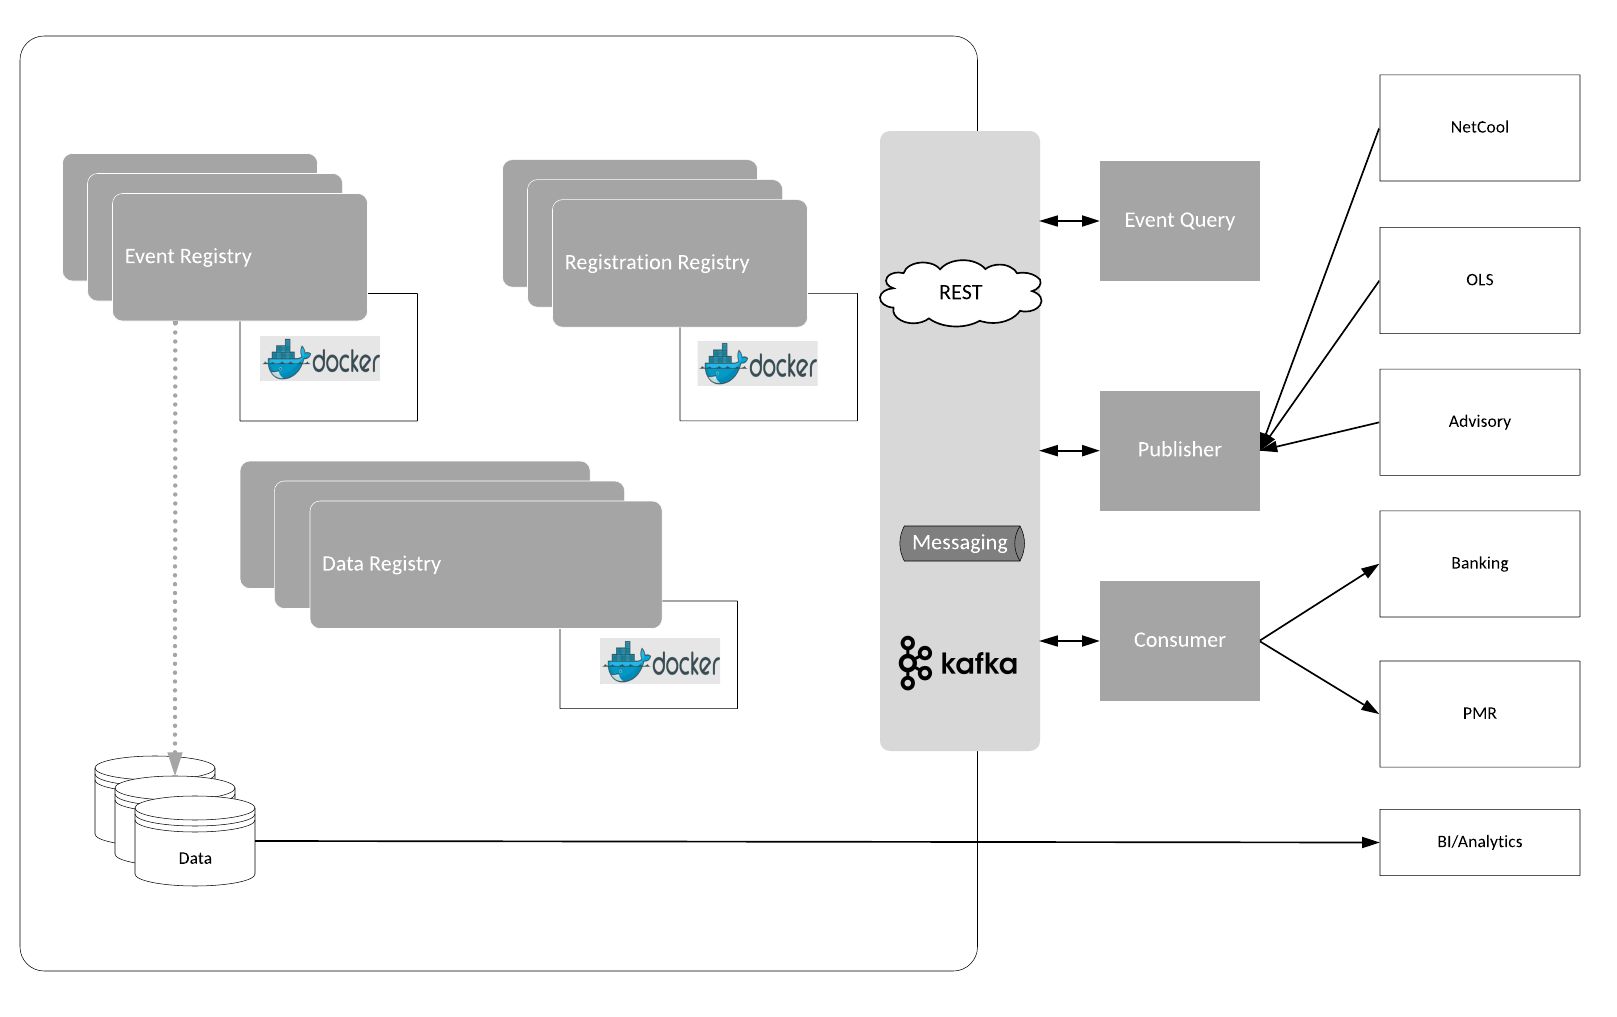 NetCool
Event Query
Event Registry
Registration Registry
REST
OLS
docker
docker
Publisher
Advisory
Messaging
Data Registry
Banking
Consumer
docker
kafka
PMR
Data
BI/Analytics